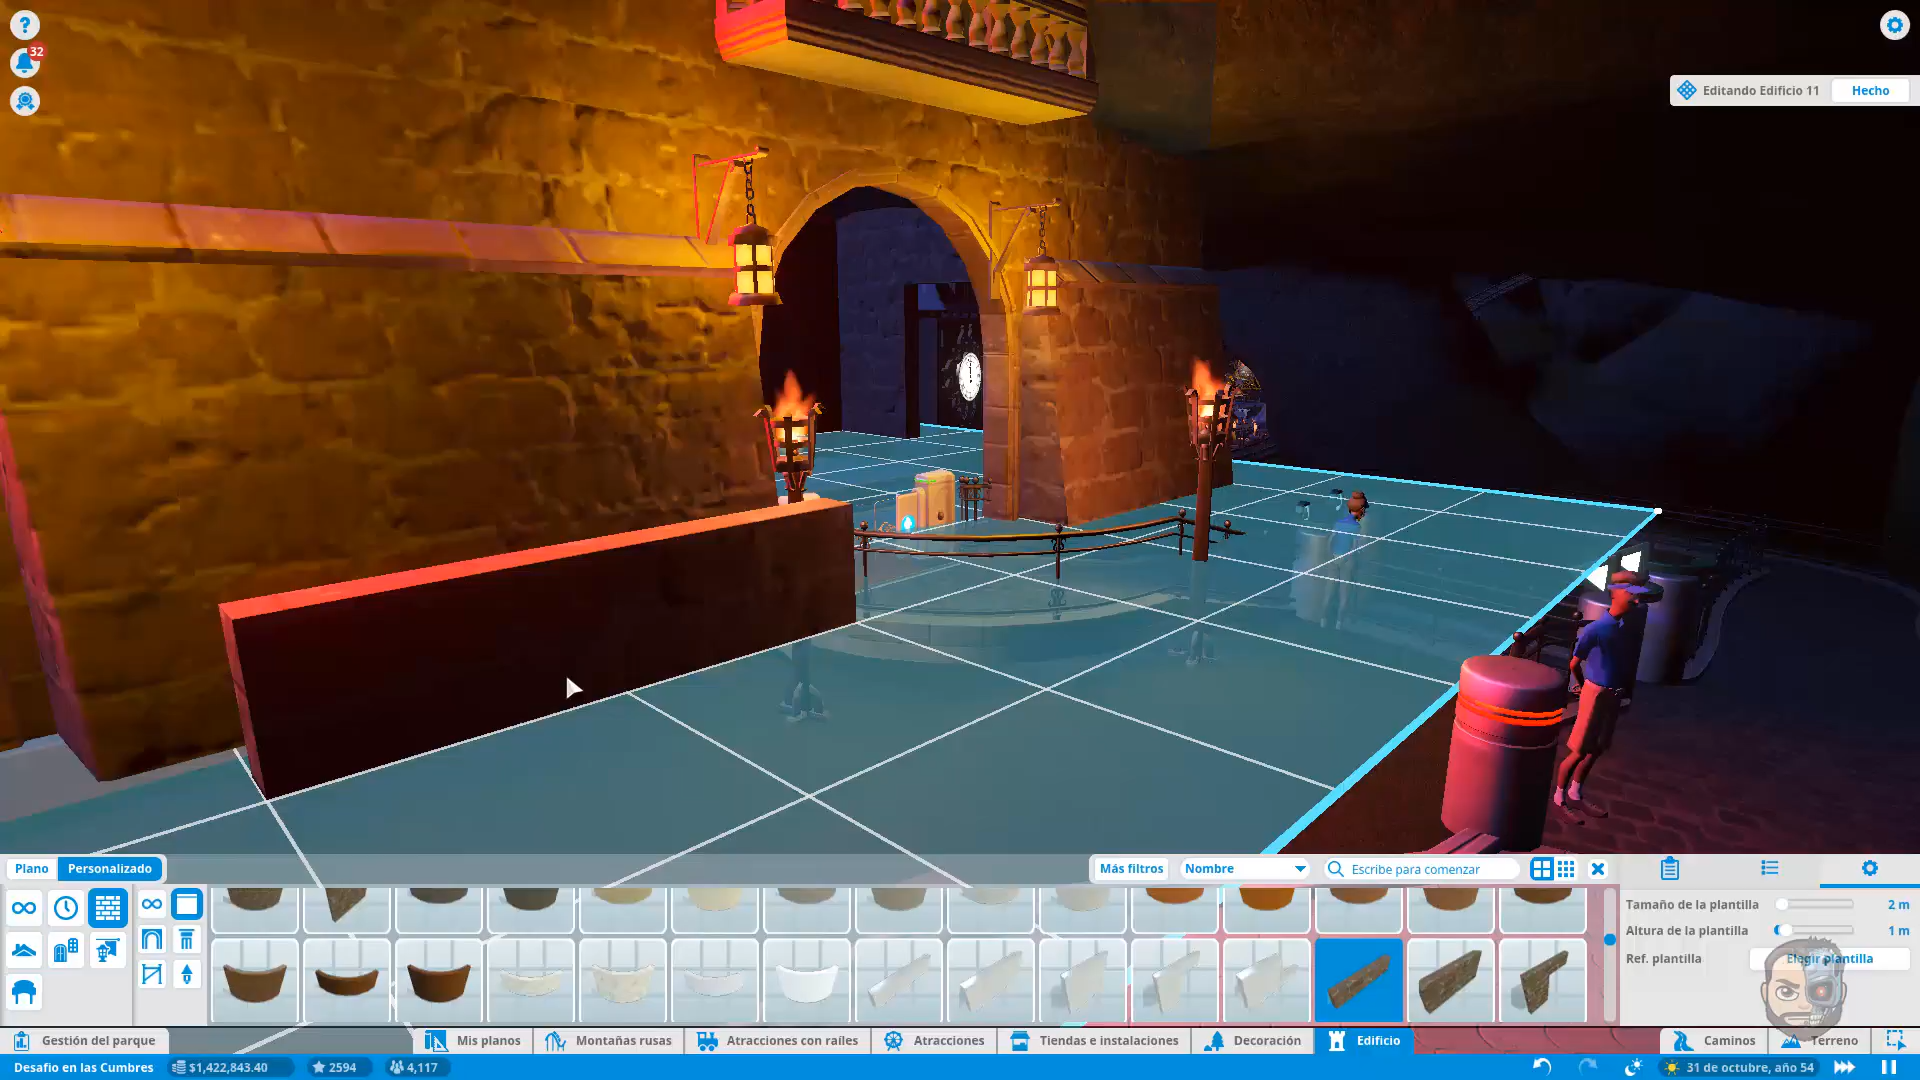 ?
32
Editando Edificio 11
Hecho
Plano
Personalizado
Más filtros
Nombre
Escribe para comenzar
Tamaño de la plantilla
2 m
Altura de la plantilla
1 m
Ref. plantilla
Elegir plantilla
Gestión del parque
Mis planos
Montañas rusas
Atracciones con raíles
Atracciones
Tiendas e instalaciones
Decoración
Edificio
Caminos
Terreno
Desafio en las Cumbres
$1,422,843.40
2594
4,117
31 de octubre, año 54